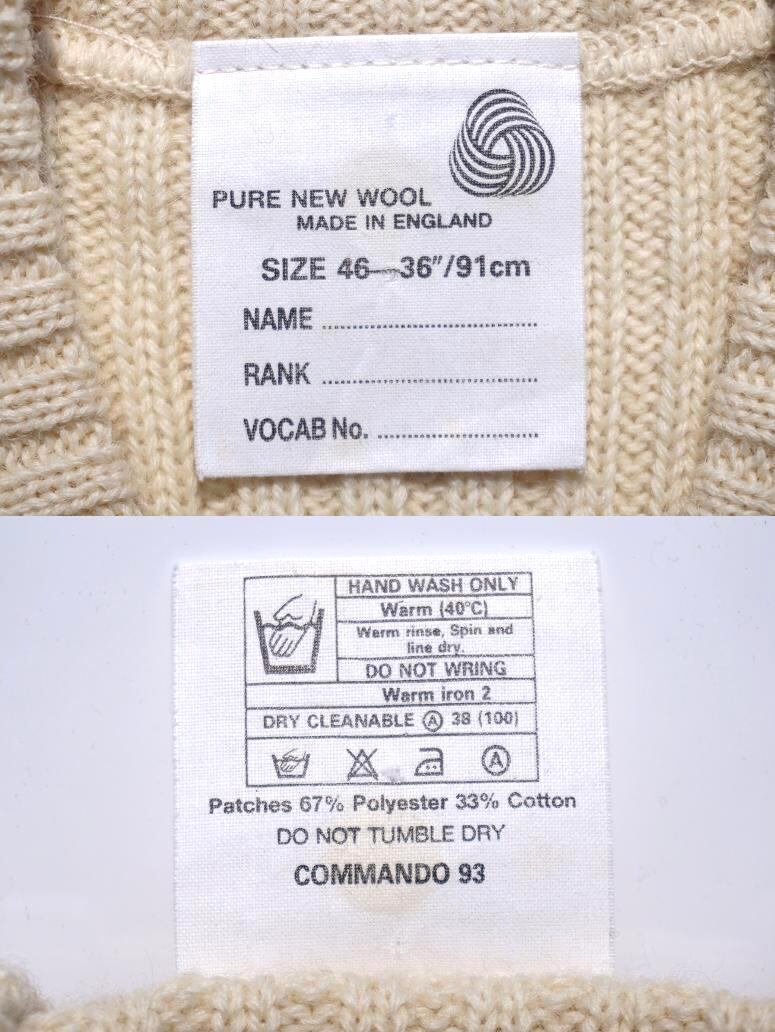 PURE NEW WOOL
MADE IN ENGLAND
SIZE 46—36"/91cm
NAME ................................................
RANK ................................................
VOCAB No. ...................................
HAND WASH ONLY
Warm (40°C)
Warm rinse, Spin and
line dry.
DO NOT WRING
Warm iron 2
DRY CLEANABLE Ⓐ 38 (100)
Ⓐ
Patches 67% Polyester 33% Cotton
DO NOT TUMBLE DRY
COMMANDO 93